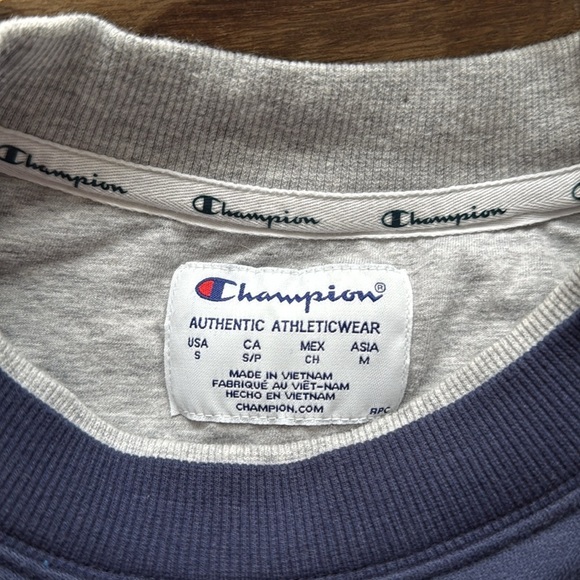 Champion Champion Champion
Champion®
AUTHENTIC ATHLETICWEAR
USA CA MEX ASIA
S S/P CH M
MADE IN VIETNAM
FABRIQUÉ AU VIÊT-NAM
HECHO EN VIETNAM
CHAMPION.COM
RPC